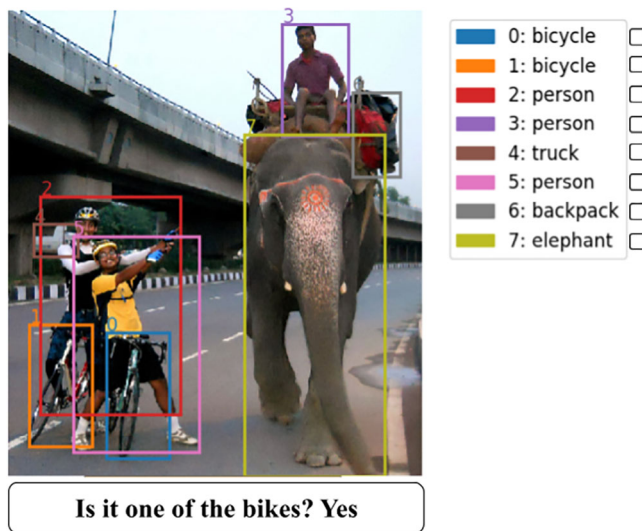 3
7
2
4
5
1
0
0: bicycle
1: bicycle
2: person
3: person
4: truck
5: person
6: backpack
7: elephant
Is it one of the bikes? Yes